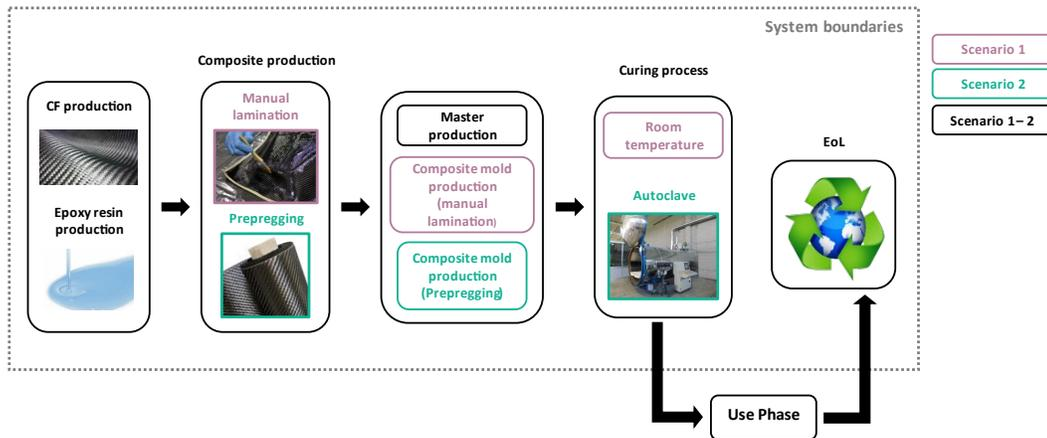 System boundaries
Scenario 1
Scenario 2
Scenario 1–2
CF production
Epoxy resin
production
Composite production
Manual
lamination
Prepregging
Master
production
Composite mold
production
(manual
lamination)
Composite mold
production
(Prepregging)
Curing process
Room
temperature
Autoclave
EoL
Use Phase